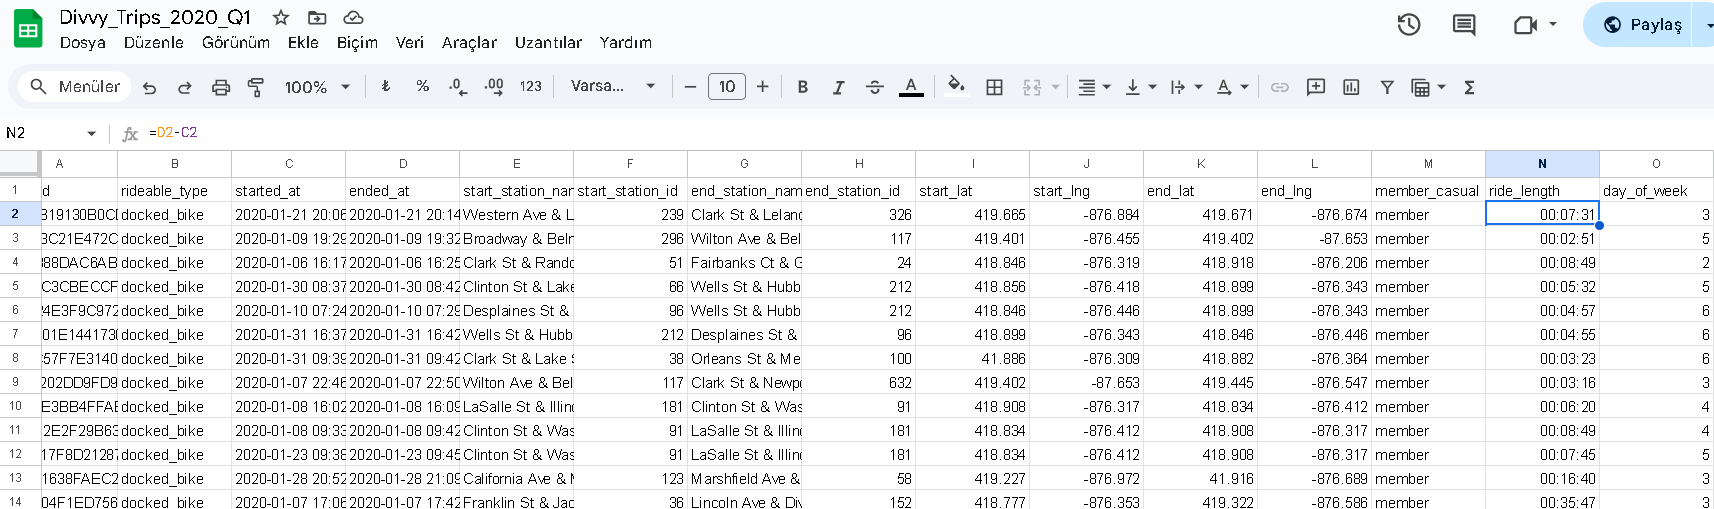 Divvy_Trips_2020_Q1
Dosya Düzenle Görünüm Ekle Biçim Veri Araçlar Uzantılar Yardım
Paylaş
Menüler 100% ₺ % .0 .00 123 Varsa... 10 B I S A Σ
N2 fx =D2-C2
A B C D E F G H I J K L M N O
1 d rideable_type started_at ended_at start_station_nar start_station_id end_station_nam end_station_id start_lat start_lng end_lat end_lng member_casual ride_length day_of_week
2 319130B0CI docked_bike 2020-01-21 20:06 2020-01-21 20:14 Western Ave & L 239 Clark St & Leland 326 419.665 -876.884 419.671 -876.674 member 00:07:31 3
3 3C21E472C docked_bike 2020-01-09 19:29 2020-01-09 19:32 Broadway & Beln 296 Wilton Ave & Bel 117 419.401 -876.455 419.402 -87.653 member 00:02:51 5
4 388DAC6AB docked_bike 2020-01-06 16:17 2020-01-06 16:25 Clark St & Rando 51 Fairbanks Ct & G 24 418.846 -876.319 418.918 -876.206 member 00:08:49 2
5 C3CBECCF docked_bike 2020-01-30 08:37 2020-01-30 08:42 Clinton St & Lake 66 Wells St & Hubb 212 418.856 -876.418 418.899 -876.343 member 00:05:32 5
6 4E3F9C972 docked_bike 2020-01-10 07:24 2020-01-10 07:29 Desplaines St & 96 Wells St & Hubb 212 418.846 -876.446 418.899 -876.343 member 00:04:57 6
7 01E1441730 docked_bike 2020-01-31 16:37 2020-01-31 16:42 Wells St & Hubb 212 Desplaines St & 96 418.899 -876.343 418.846 -876.446 member 00:04:55 6
8 57F7E3140 docked_bike 2020-01-31 09:39 2020-01-31 09:42 Clark St & Lake S 38 Orleans St & Me 100 41.886 -876.309 418.882 -876.364 member 00:03:23 6
9 202DD9FD9 docked_bike 2020-01-07 22:46 2020-01-07 22:50 Wilton Ave & Bel 117 Clark St & Newp 632 419.402 -87.653 419.445 -876.547 member 00:03:16 3
10 E3BB4FFAE docked_bike 2020-01-08 16:02 2020-01-08 16:09 LaSalle St & Illin 181 Clinton St & Was 91 418.908 -876.317 418.834 -876.412 member 00:06:20 4
11 2E2F29B63 docked_bike 2020-01-08 09:33 2020-01-08 09:42 Clinton St & Was 91 LaSalle St & Illin 181 418.834 -876.412 418.908 -876.317 member 00:08:49 4
12 17F8D21287 docked_bike 2020-01-23 09:38 2020-01-23 09:45 Clinton St & Was 91 LaSalle St & Illin 181 418.834 -876.412 418.908 -876.317 member 00:07:45 5
13 1638FAEC2 docked_bike 2020-01-28 20:52 2020-01-28 21:09 California Ave & M 123 Marshfield Ave & 58 419.227 -876.972 41.916 -876.689 member 00:16:40 3
14 04F1ED756 docked_bike 2020-01-07 17:06 2020-01-07 17:42 Franklin St & Jac 36 Lincoln Ave & Div 152 418.777 -876.353 419.322 -876.586 member 00:35:47 3